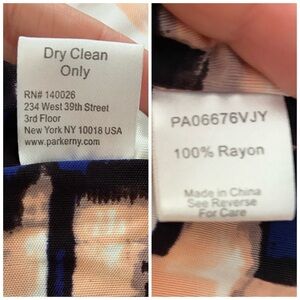 Dry Clean
Only
RN# 140026
234 West 39th Street
3rd Floor
New York NY 10018 USA
www.parkerny.com
PA06676VJY
100% Rayon
Made in China
See Reverse
For Care